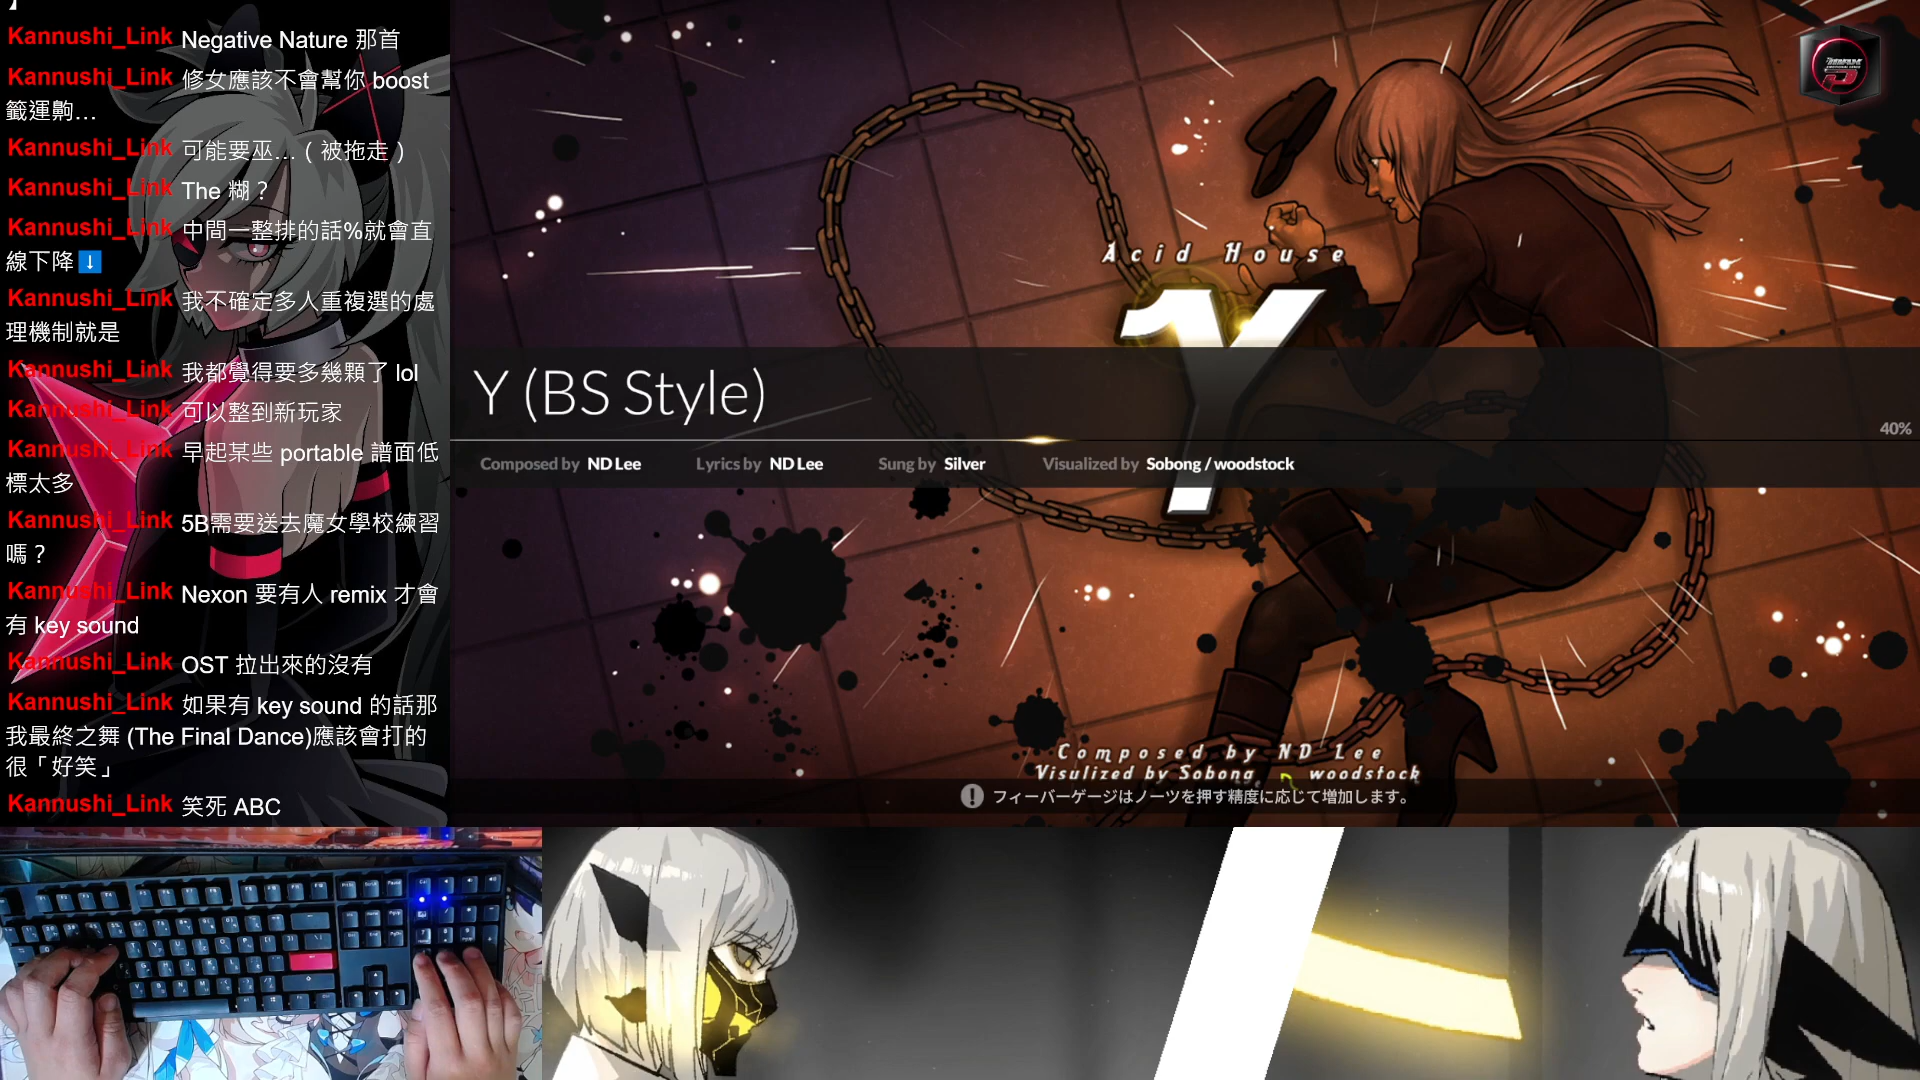 】
Kannushi_Link Negative Nature 那首
Kannushi_Link 修女應該不會幫你 boost
籤運齁…
Kannushi_Link 可能要巫…（被拖走）
Kannushi_Link The 糊？
Kannushi_Link 中間一整排的話%就會直
線下降⬇️
Kannushi_Link 我不確定多人重複選的處
理機制就是
Kannushi_Link 我都覺得要多幾顆了 lol
Kannushi_Link 可以整到新玩家
Kannushi_Link 早起某些 portable 譜面低
標太多
Kannushi_Link 5B需要送去魔女學校練習
嗎？
Kannushi_Link Nexon 要有人 remix 才會
有 key sound
Kannushi_Link OST 拉出來的沒有
Kannushi_Link 如果有 key sound 的話那
我最終之舞 (The Final Dance)應該會打的
很「好笑」
Kannushi_Link 笑死 ABC
Acid House
Y
Y (BS Style)
40%
Composed by ND Lee Lyrics by ND Lee Sung by Silver Visualized by Sobong / woodstock
Composed by ND Lee
Visulized by Sobong woodstock
フィーバーゲージはノーツを押す精度に応じて増加します。